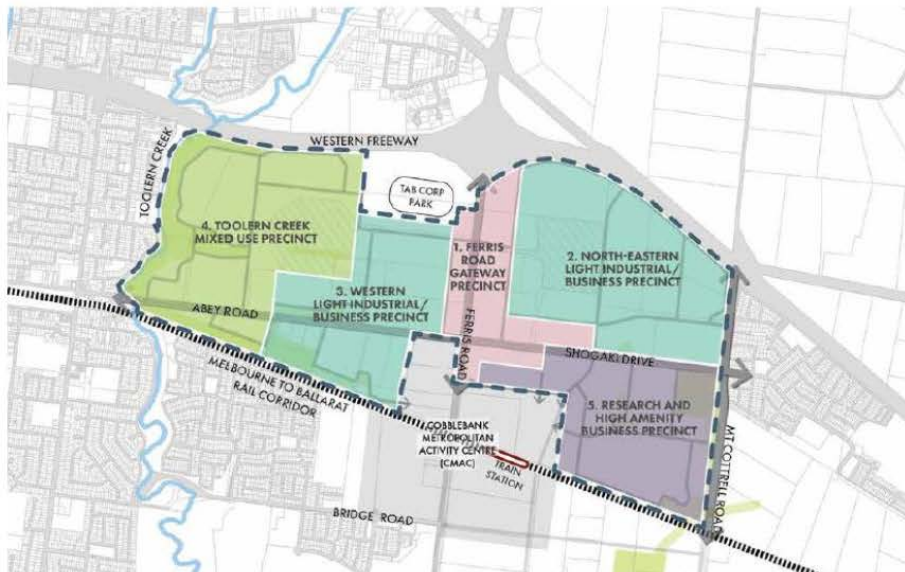 WESTERN FREEWAY
TOOLERN CREEK
TAB CORP
PARK
4. TOOLERN CREEK
MIXED USE PRECINCT
1. FERRIS
ROAD
GATEWAY
PRECINCT
2. NORTH-EASTERN
LIGHT INDUSTRIAL/
BUSINESS PRECINCT
3. WESTERN
LIGHT INDUSTRIAL/
BUSINESS PRECINCT
ABEY ROAD
FERRIS ROAD
SHOGAKI DRIVE
MELBOURNE TO BALLARAT
RAIL CORRIDOR
5. RESEARCH AND
HIGH AMENITY
BUSINESS PRECINCT
COBBLEBANK
METROPOLITAN
ACTIVITY CENTRE
(CMAC)
TRAIN
STATION
MT COTTRELL ROAD
BRIDGE ROAD